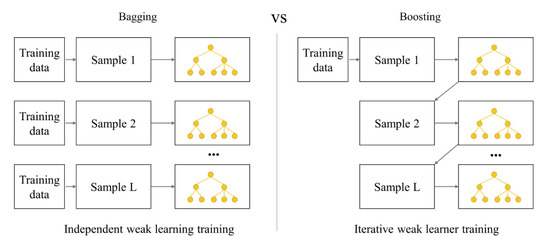 Bagging
VS
Boosting
Training
data
Sample 1
Training
data
Sample 2
...
Training
data
Sample L
Independent weak learning training
Training
data
Sample 1
Sample 2
...
Sample L
Iterative weak learner training